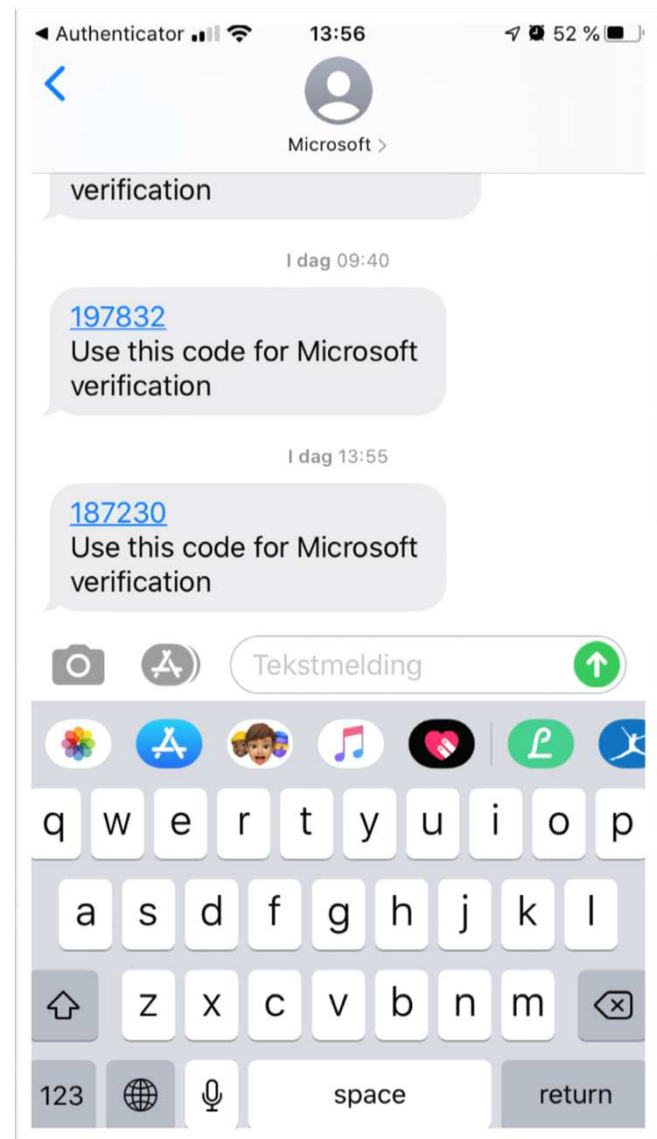 ◀ Authenticator 13:56 52 %
Microsoft >
verification
I dag 09:40
197832
Use this code for Microsoft
verification
I dag 13:55
187230
Use this code for Microsoft
verification
Tekstmelding
q w e r t y u i o p
a s d f g h j k l
z x c v b n m
123 space return